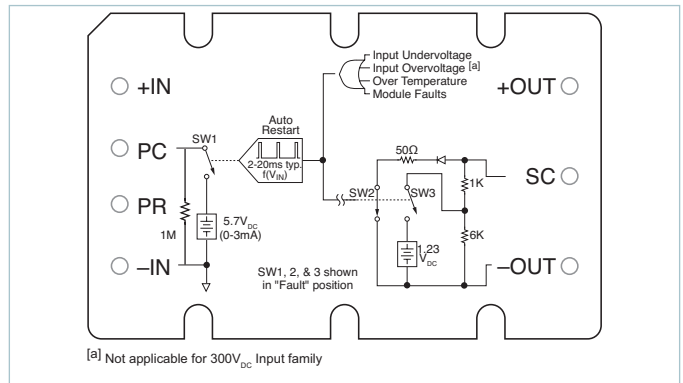 Input Undervoltage
Input Overvoltage [a]
Over Temperature
Module Faults
+IN
+OUT
Auto
Restart
2-20ms typ.
f(VIN)
PC
SW1
50Ω
SC
1K
SW2
SW3
PR
1M
5.7VDC
(0-3mA)
6K
1.23
VDC
–IN
–OUT
SW1, 2, & 3 shown
in "Fault" position
[a] Not applicable for 300VDC Input family